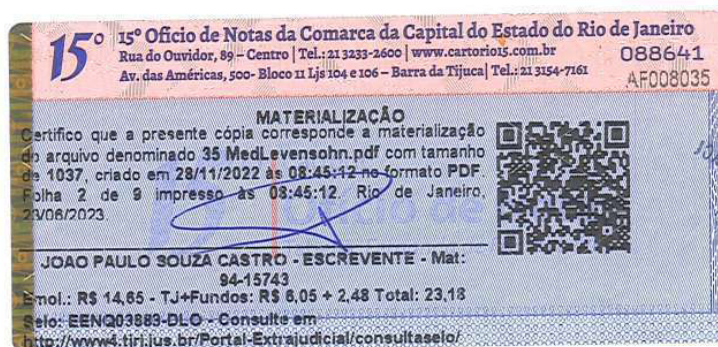 15º 15º Ofício de Notas da Comarca da Capital do Estado do Rio de Janeiro
Rua do Ouvidor, 89 – Centro | Tel.: 21 3233-2600 | www.cartorio15.com.br
Av. das Américas, 500- Bloco 11 Ljs 104 e 106 – Barra da Tijuca| Tel.: 21 3154-7161
088641
AF008035
MATERIALIZAÇÃO
Certifico que a presente cópia corresponde a materialização
do arquivo denominado 35 MedLevensohn.pdf com tamanho
de 1037, criado em 28/11/2022 às 08:45:12 no formato PDF.
Folha 2 de 9 impresso às 08:45:12. Rio de Janeiro,
23/06/2023.
Ofício de
JOAO PAULO SOUZA CASTRO - ESCREVENTE - Mat:
94-15743
Emol.: R$ 14,65 - TJ+Fundos: R$ 6,05 + 2,48 Total: 23,18
Selo: EENQ03883-DLO - Consulte em
http://www4.tjrj.jus.br/Portal-Extrajudicial/consultaselo/